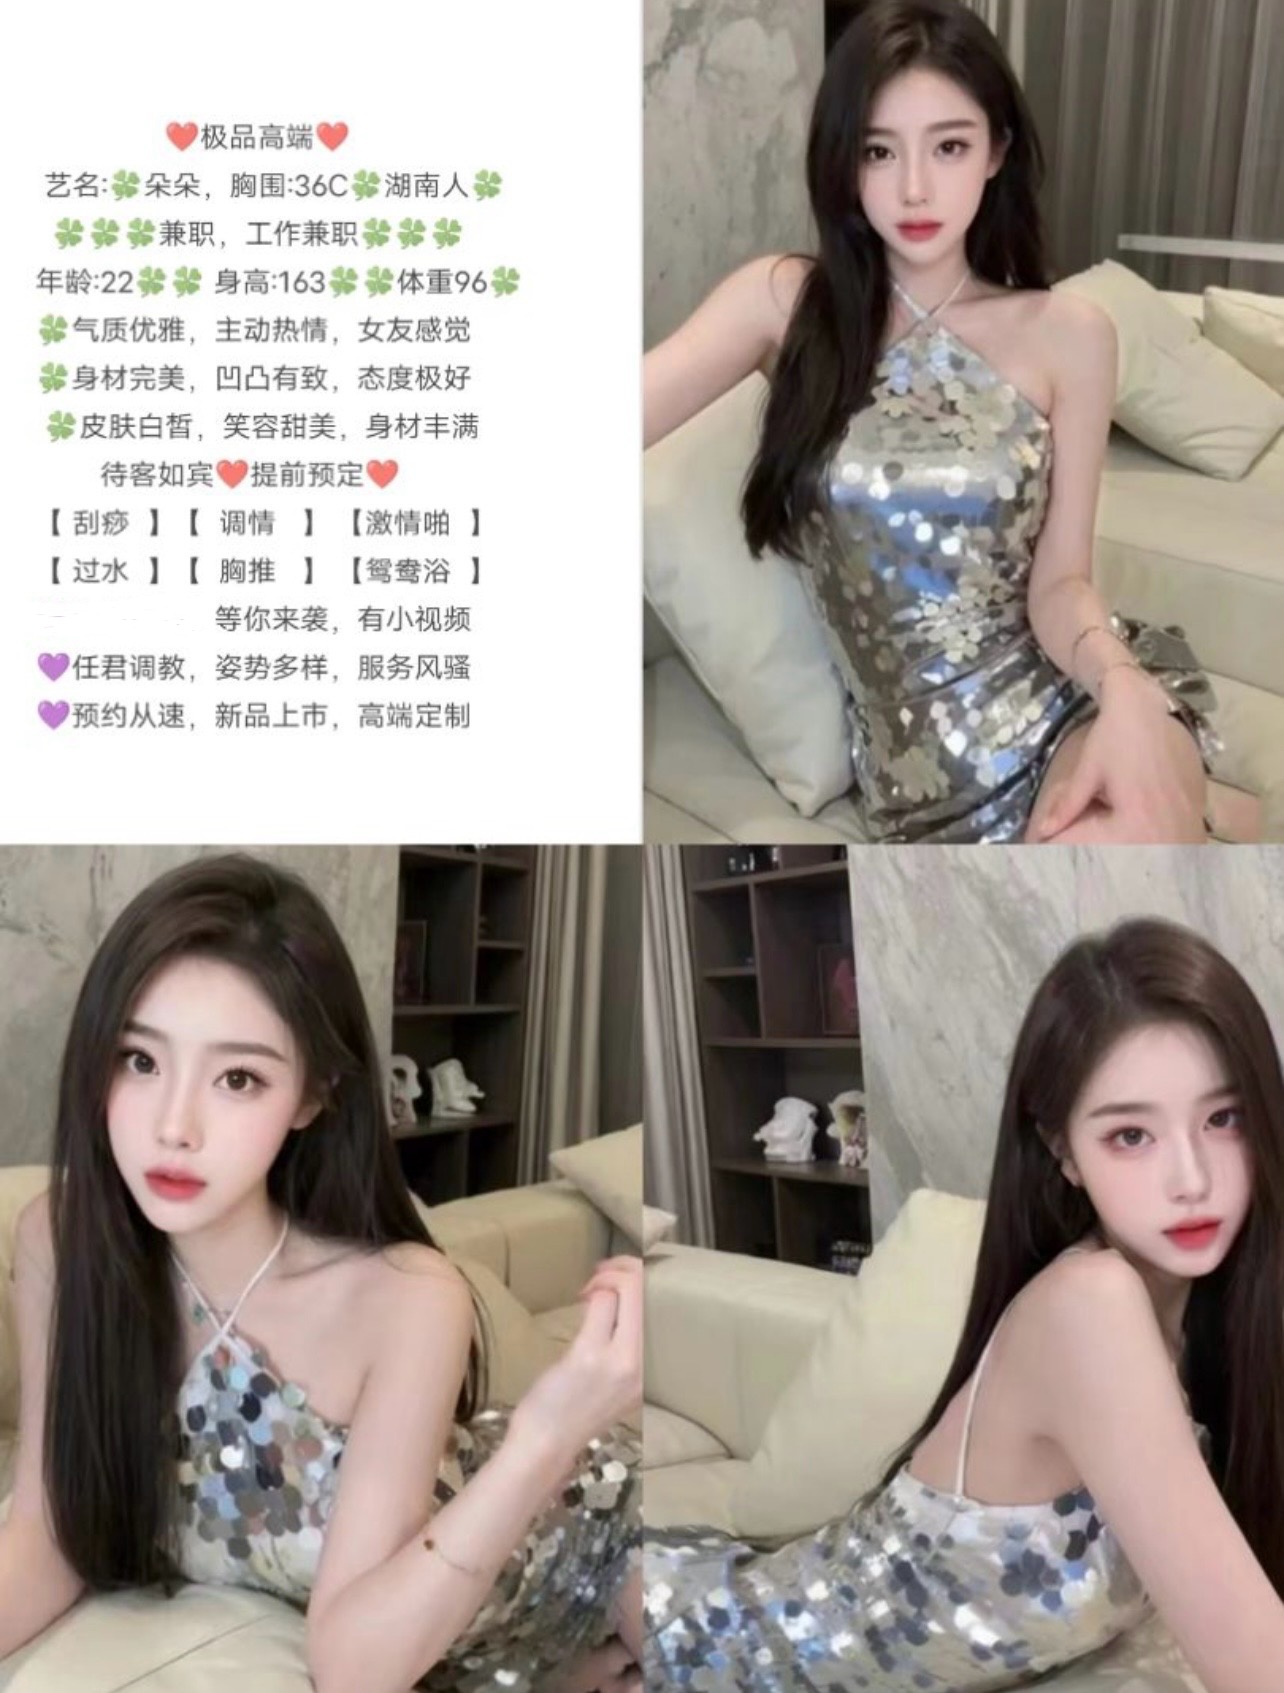 ❤️极品高端❤️
艺名:🍀朵朵，胸围:36C🍀湖南人🍀
🍀🍀🍀兼职，工作兼职🍀🍀🍀
年龄:22🍀🍀 身高:163🍀🍀体重96🍀
🍀气质优雅，主动热情，女友感觉
🍀身材完美，凹凸有致，态度极好
🍀皮肤白皙，笑容甜美，身材丰满
待客如宾❤️提前预定❤️
【 刮痧 】【 调情 】 【激情啪 】
【 过水 】【 胸推 】 【鸳鸯浴 】
等你来袭，有小视频
💜任君调教，姿势多样，服务风骚
💜预约从速，新品上市，高端定制